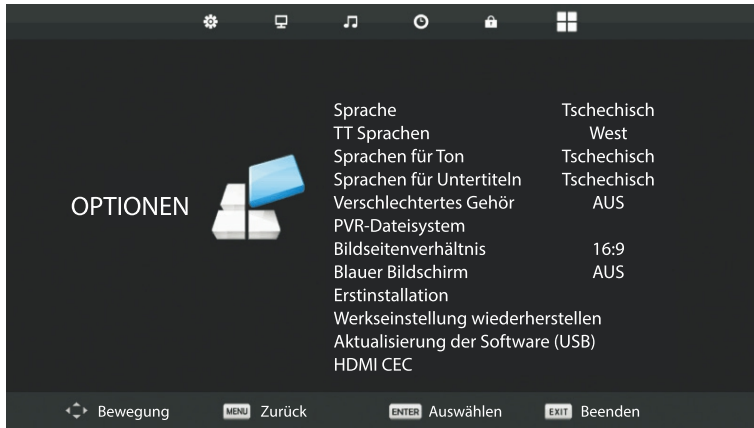 OPTIONEN
Sprache Tschechisch
TT Sprachen West
Sprachen für Ton Tschechisch
Sprachen für Untertiteln Tschechisch
Verschlechtertes Gehör AUS
PVR-Dateisystem
Bildseitenverhältnis 16:9
Blauer Bildschirm AUS
Erstinstallation
Werkseinstellung wiederherstellen
Aktualisierung der Software (USB)
HDMI CEC
Bewegung MENU Zurück ENTER Auswählen EXIT Beenden